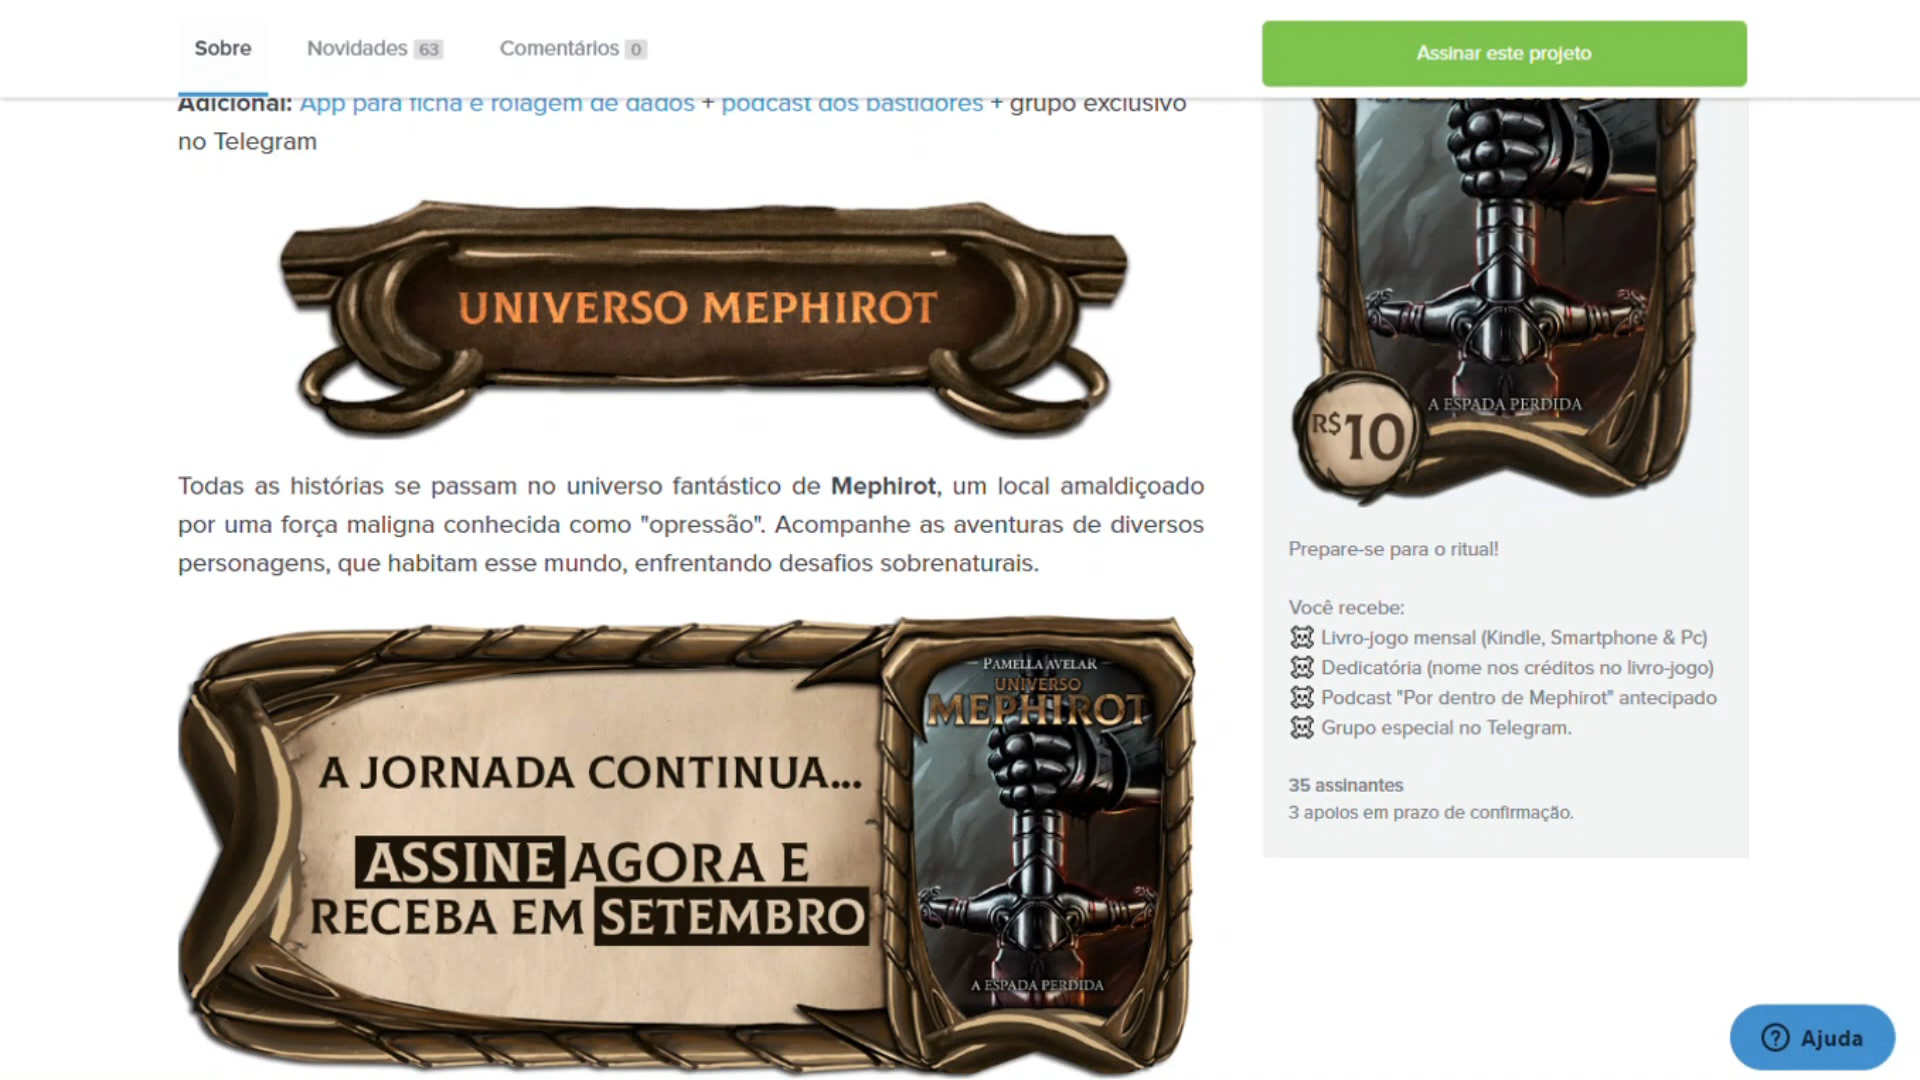 Sobre
Novidades 63
Comentários 0
Assinar este projeto
Adicional: App para ficha e rolagem de dados + podcast dos bastidores + grupo exclusivo
no Telegram
UNIVERSO MEPHIROT
Todas as histórias se passam no universo fantástico de Mephirot, um local amaldiçoado
por uma força maligna conhecida como "opressão". Acompanhe as aventuras de diversos
personagens, que habitam esse mundo, enfrentando desafios sobrenaturais.
A JORNADA CONTINUA...
ASSINE AGORA E
RECEBA EM SETEMBRO
PAMELLA AVELAR
UNIVERSO
MEPHIROT
A ESPADA PERDIDA
A ESPADA PERDIDA
R$10
Prepare-se para o ritual!
Você recebe:
Livro-jogo mensal (Kindle, Smartphone & Pc)
Dedicatória (nome nos créditos no livro-jogo)
Podcast "Por dentro de Mephirot" antecipado
Grupo especial no Telegram.
35 assinantes
3 apoios em prazo de confirmação.
Ajuda